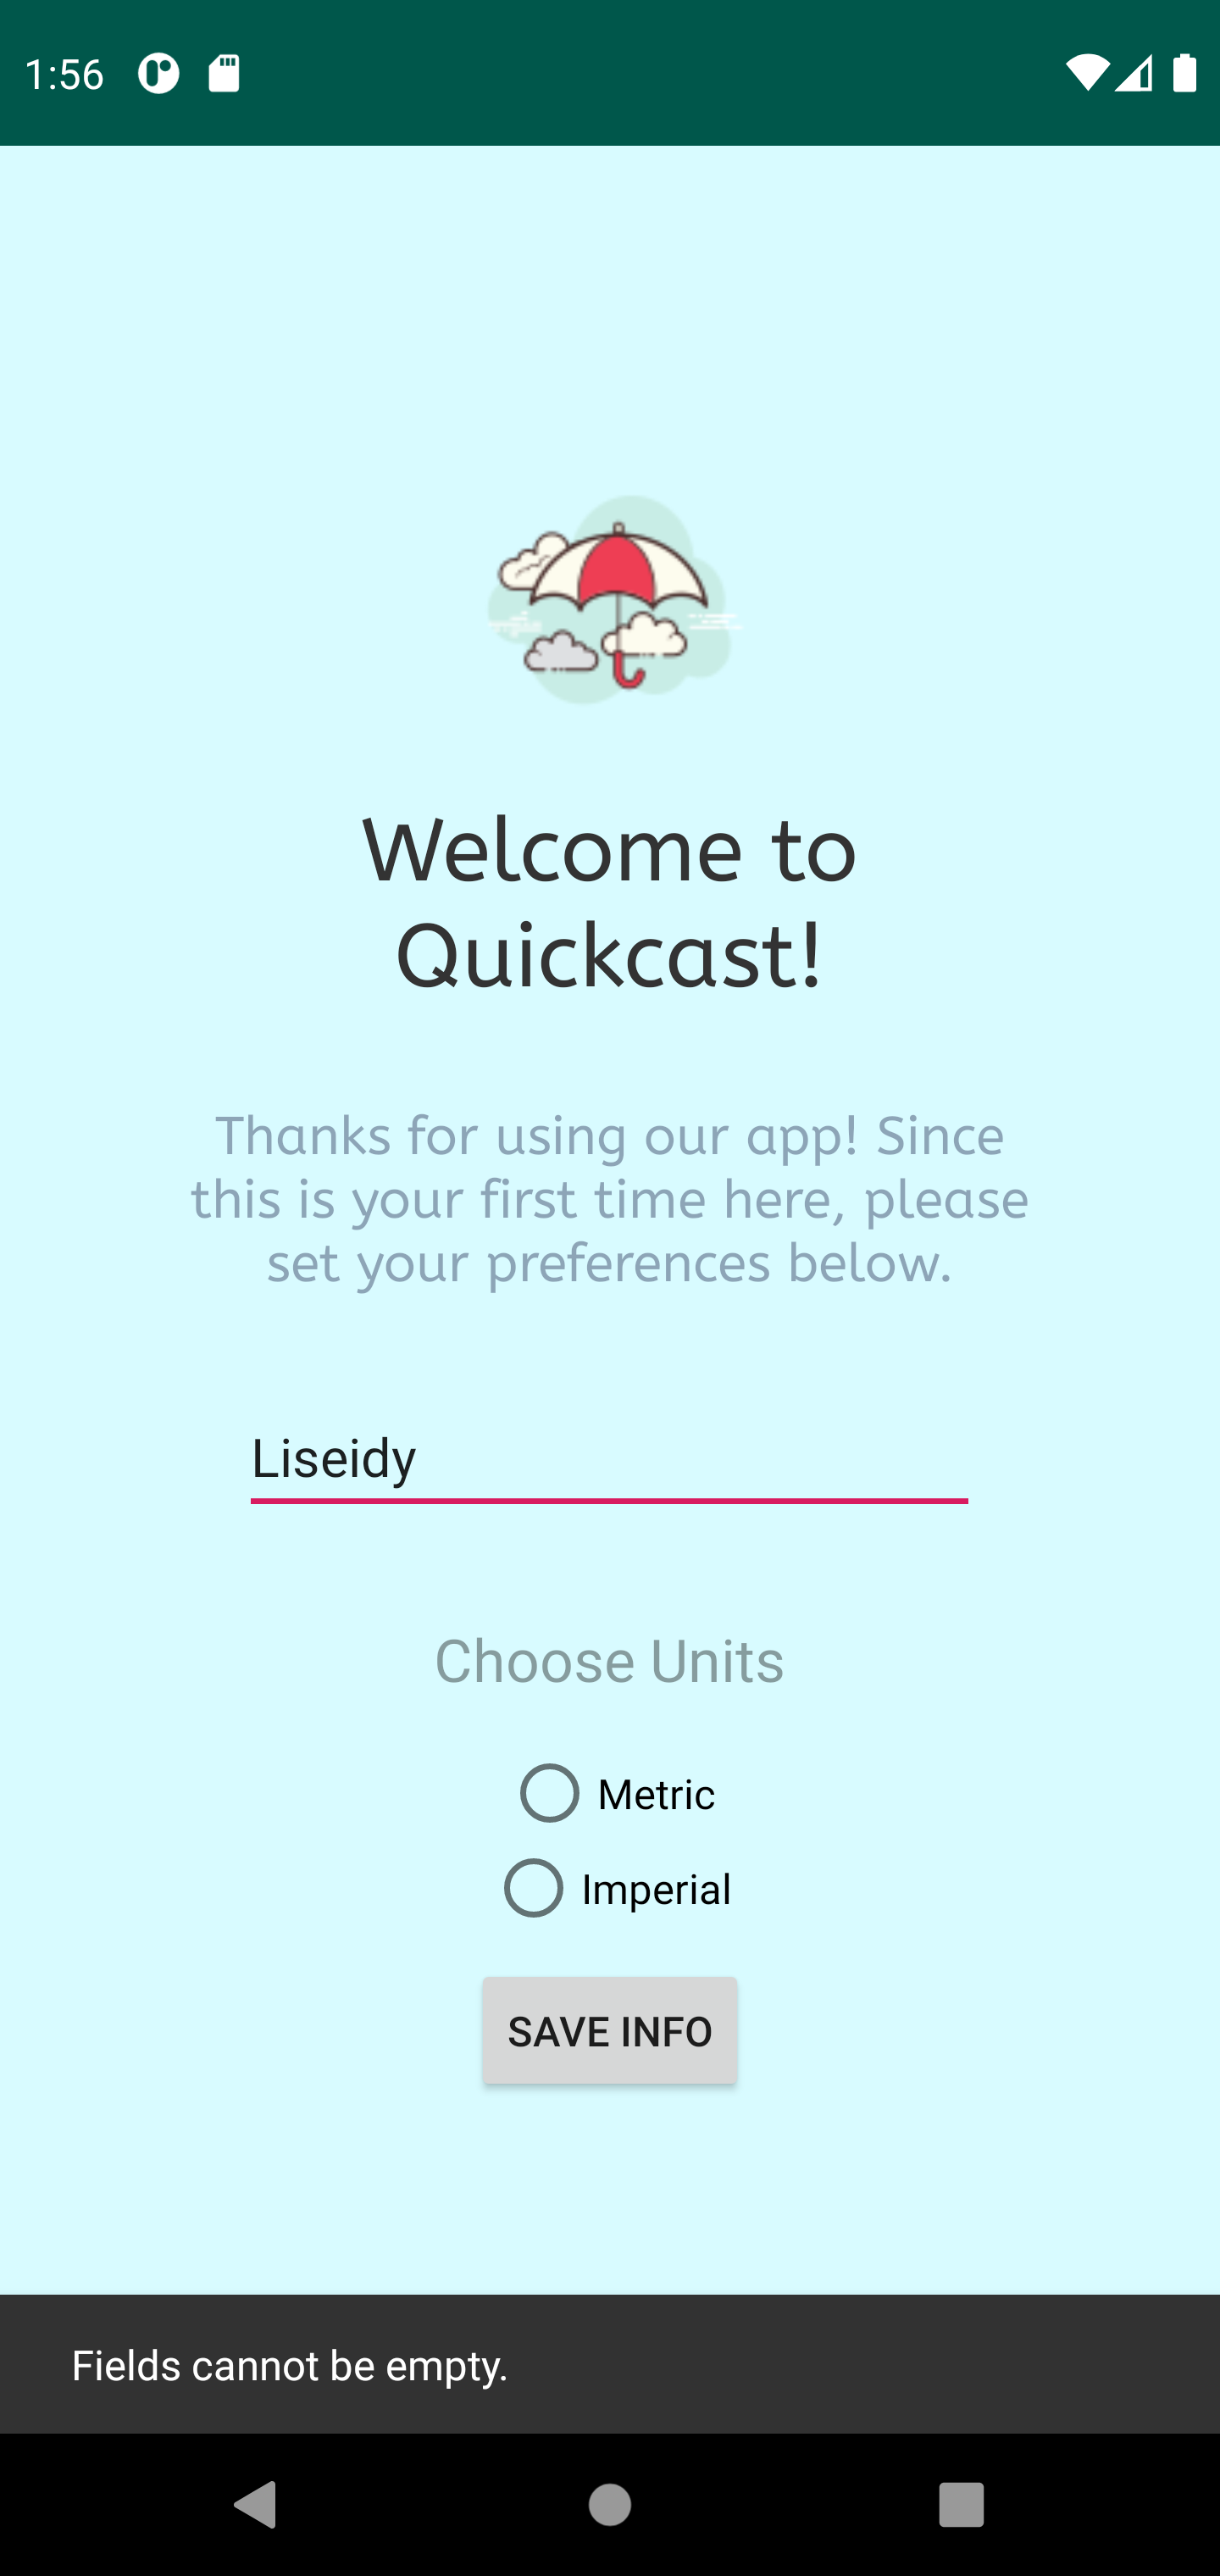 1:56
Welcome to
Quickcast!
Thanks for using our app! Since
this is your first time here, please
set your preferences below.
Liseidy
Choose Units
Metric
Imperial
SAVE INFO
Fields cannot be empty.